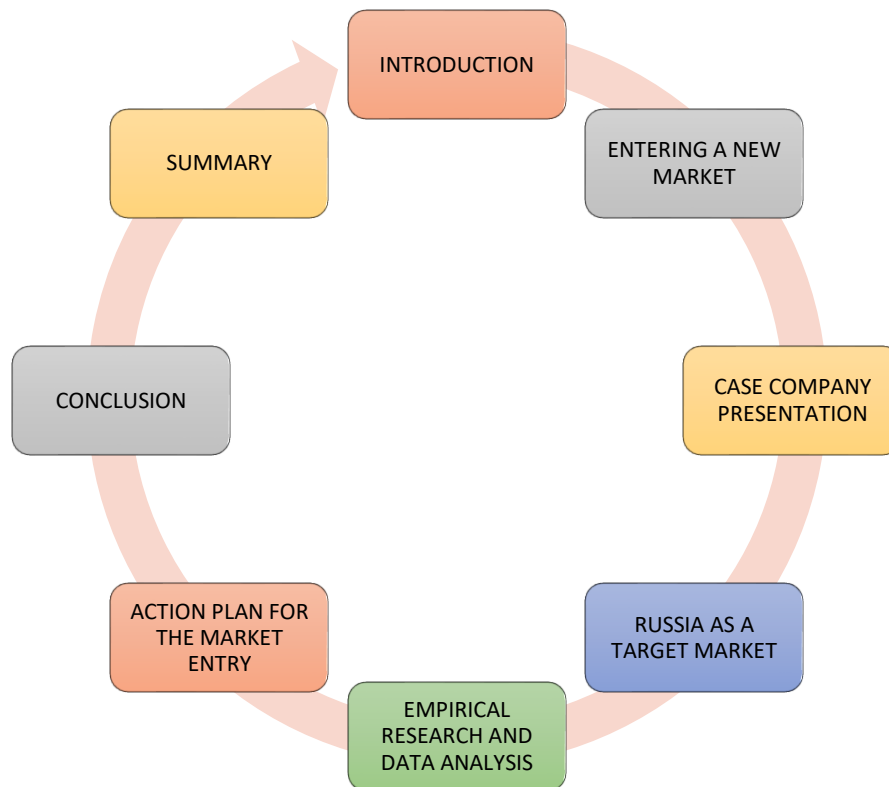 INTRODUCTION
ENTERING A NEW
MARKET
CASE COMPANY
PRESENTATION
RUSSIA AS A
TARGET MARKET
EMPIRICAL
RESEARCH AND
DATA ANALYSIS
ACTION PLAN FOR
THE MARKET
ENTRY
CONCLUSION
SUMMARY